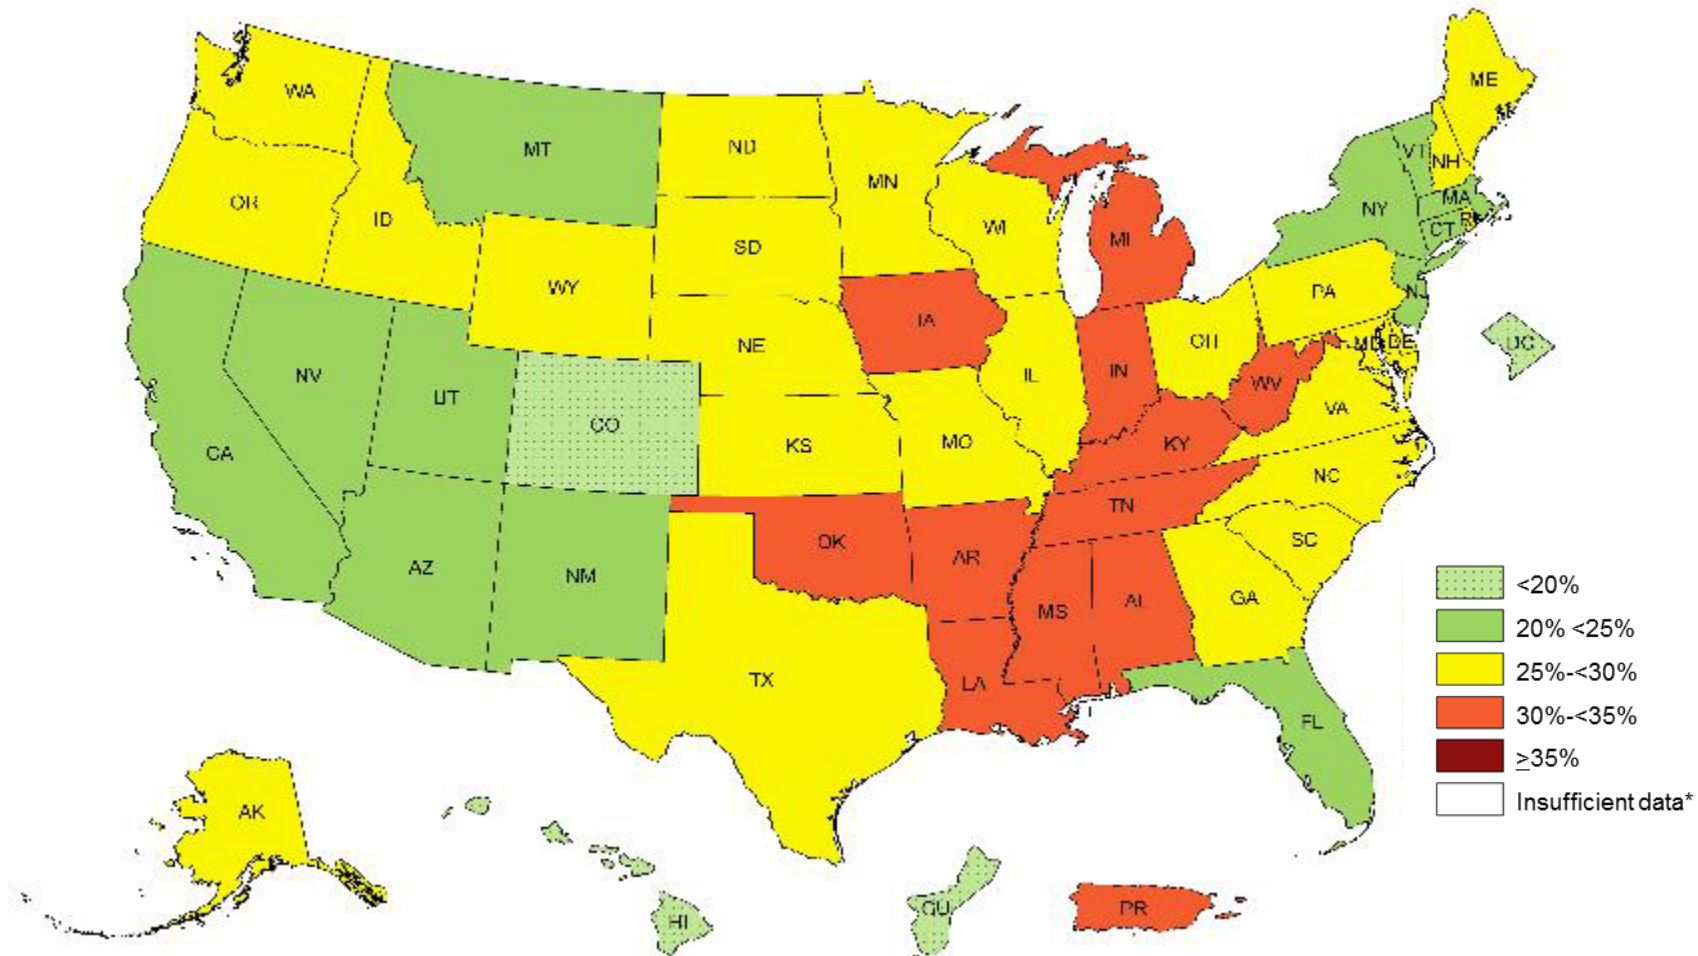 WA
MT
ND
MN
OR
ID
SD
WI
MI
NY
VT
NH
ME
MA
CT
WY
IA
PA
NJ
NE
NV
UT
CO
IL
IN
OH
WV
MD
DE
DC
CA
KS
MO
KY
VA
NC
TN
AZ
NM
OK
AR
SC
MS
AL
GA
TX
LA
FL
AK
HI
GU
PR
<20%
20% <25%
25%-<30%
30%-<35%
≥35%
Insufficient data*